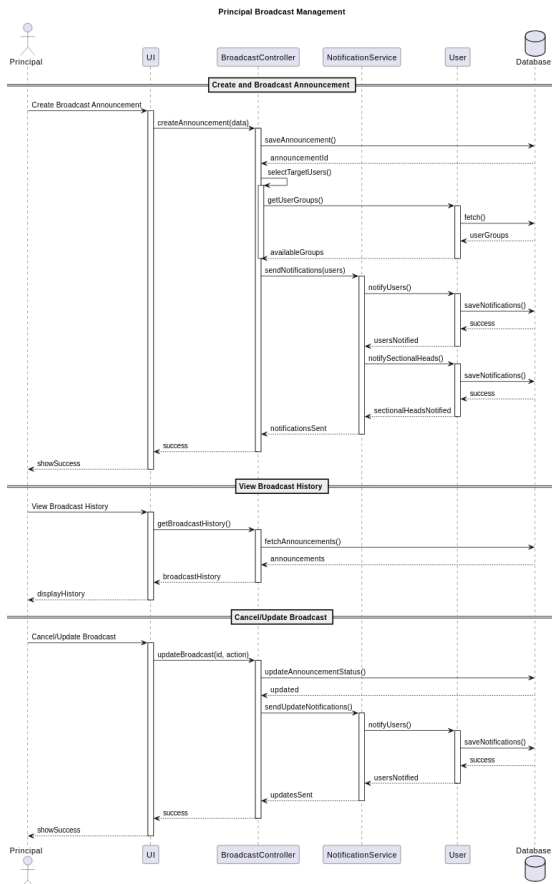 Principal Broadcast Management
Principal UI BroadcastController NotificationService User Database
Create and Broadcast Announcement
Create Broadcast Announcement
createAnnouncement(data)
saveAnnouncement()
announcementId
selectTargetUsers()
getUserGroups()
fetch()
userGroups
availableGroups
sendNotifications(users)
notifyUsers()
saveNotifications()
success
usersNotified
notifySectionalHeads()
saveNotifications()
success
sectionalHeadsNotified
notificationsSent
success
showSuccess
View Broadcast History
View Broadcast History
getBroadcastHistory()
fetchAnnouncements()
announcements
broadcastHistory
displayHistory
Cancel/Update Broadcast
Cancel/Update Broadcast
updateBroadcast(id, action)
updateAnnouncementStatus()
updated
sendUpdateNotifications()
notifyUsers()
saveNotifications()
success
usersNotified
updatesSent
success
showSuccess
Principal UI BroadcastController NotificationService User Database